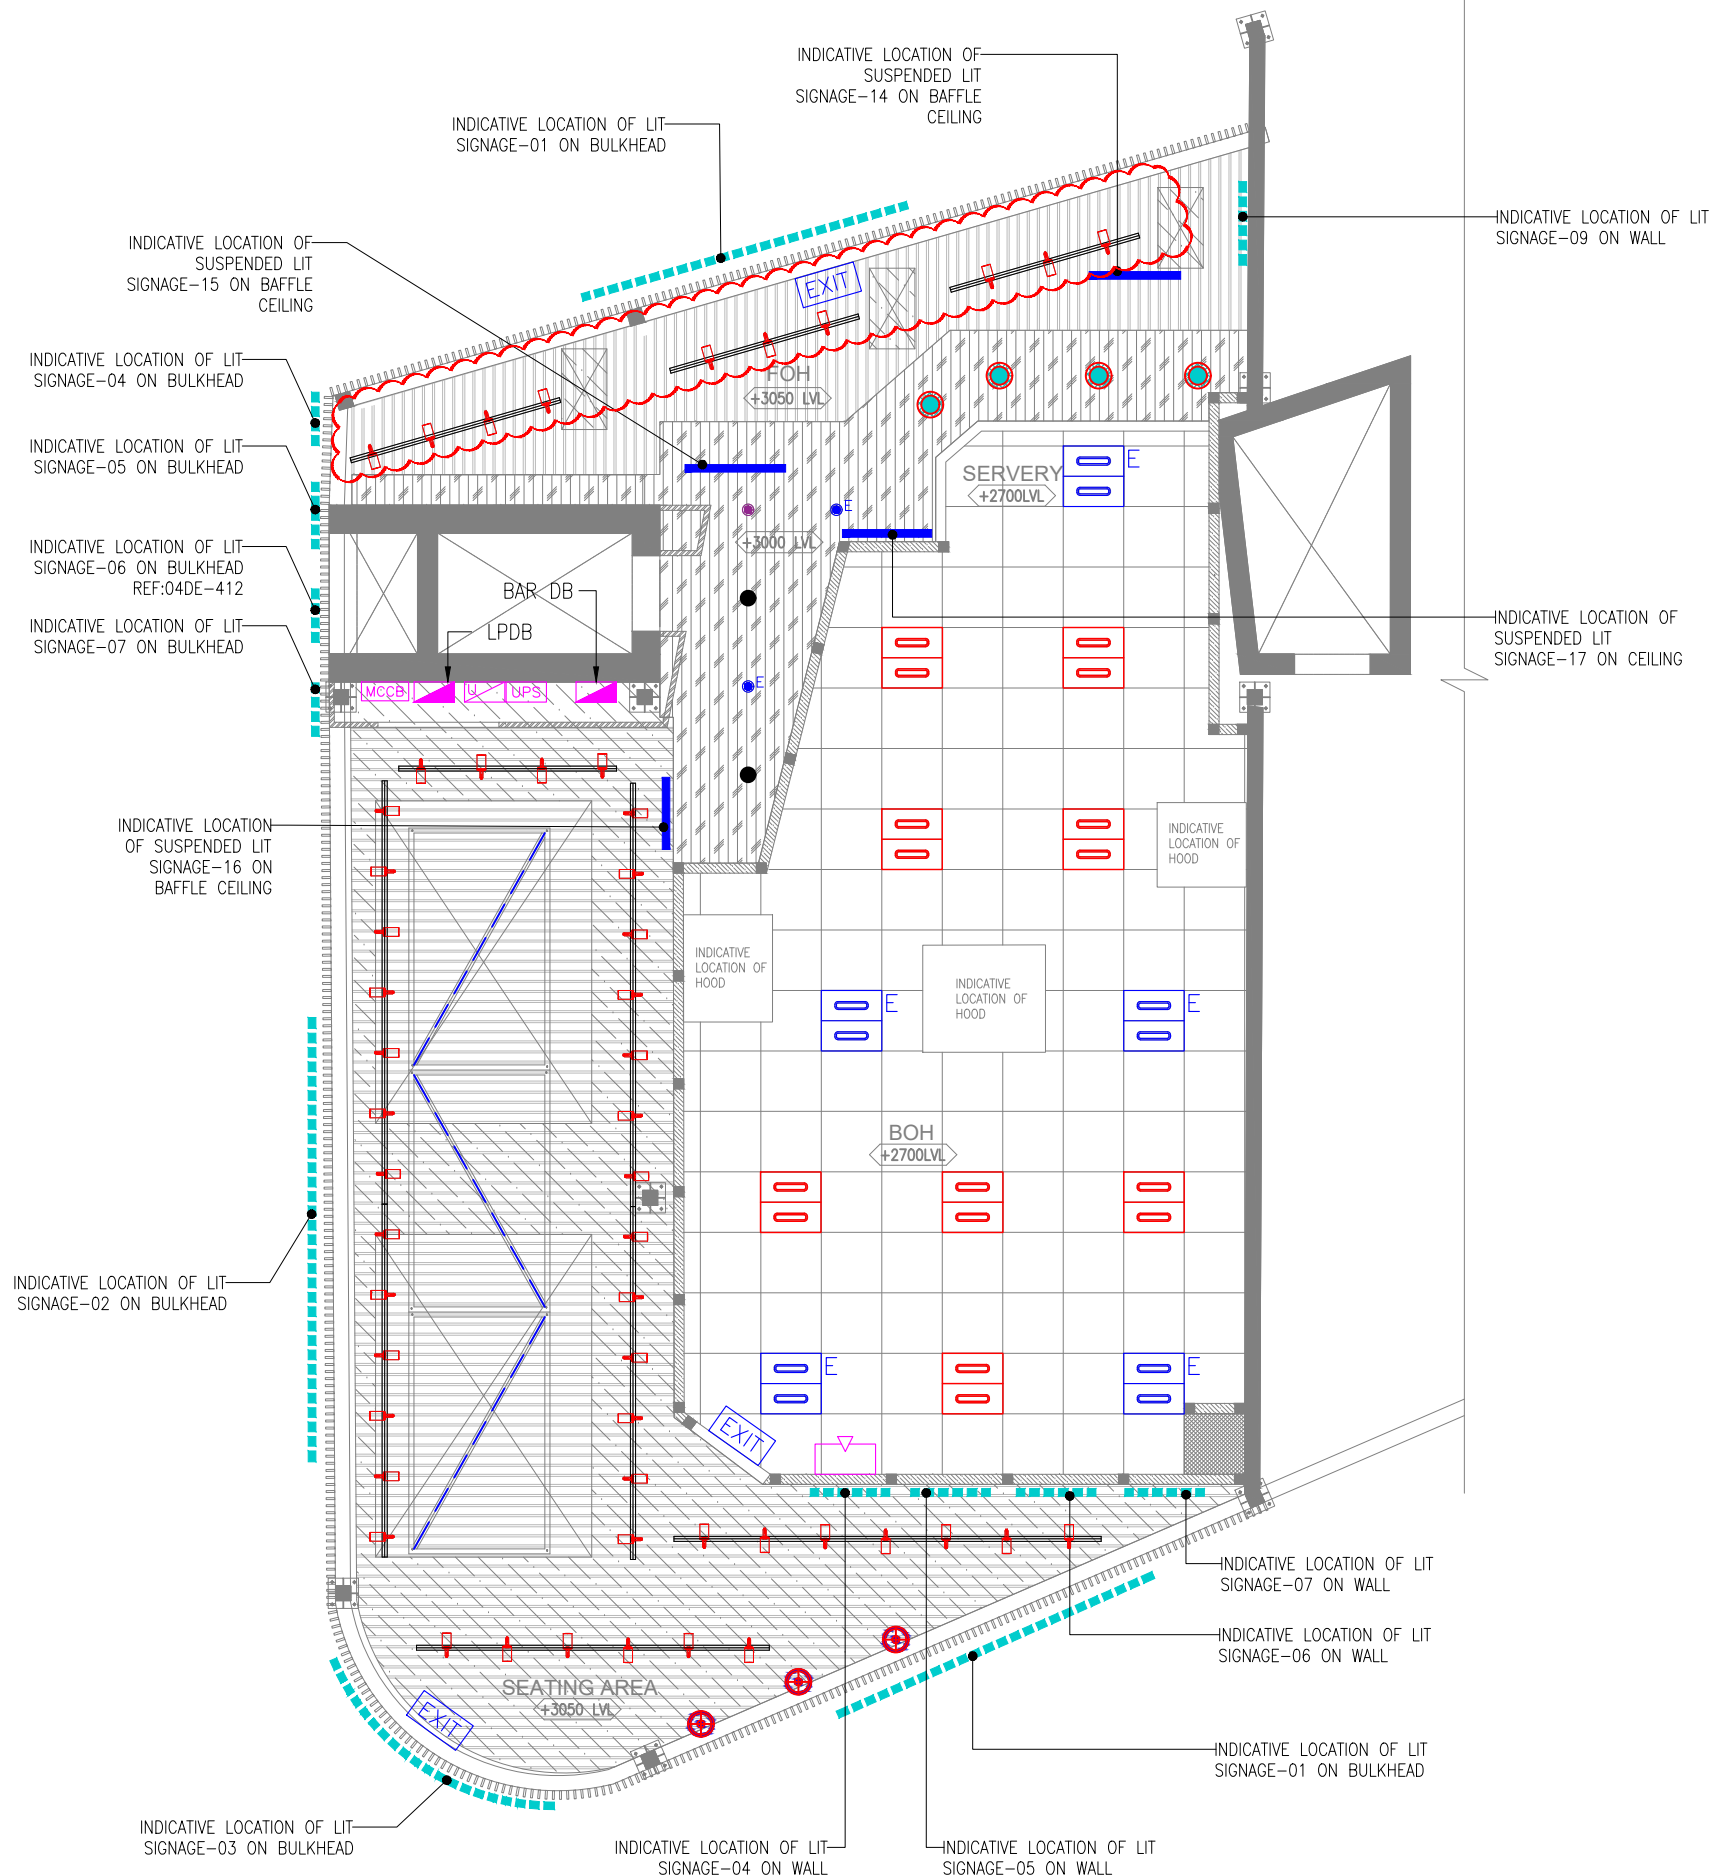 INDICATIVE LOCATION OF
SUSPENDED LIT
SIGNAGE-14 ON BAFFLE
CEILING
INDICATIVE LOCATION OF LIT
SIGNAGE-01 ON BULKHEAD
INDICATIVE LOCATION OF LIT
SIGNAGE-09 ON WALL
INDICATIVE LOCATION OF
SUSPENDED LIT
SIGNAGE-15 ON BAFFLE
CEILING
EXIT
INDICATIVE LOCATION OF LIT
SIGNAGE-04 ON BULKHEAD
FOH
+3050 LVL
INDICATIVE LOCATION OF LIT
SIGNAGE-05 ON BULKHEAD
SERVERY
+2700LVL
E
E
+3000 LVL
INDICATIVE LOCATION OF LIT
SIGNAGE-06 ON BULKHEAD
REF:04DE-412
BAR DB
LPDB
INDICATIVE LOCATION OF LIT
SIGNAGE-07 ON BULKHEAD
INDICATIVE LOCATION OF
SUSPENDED LIT
SIGNAGE-17 ON CEILING
MCCB
U
UPS
E
INDICATIVE LOCATION
OF SUSPENDED LIT
SIGNAGE-16 ON
BAFFLE CEILING
INDICATIVE
LOCATION OF
HOOD
INDICATIVE
LOCATION OF
HOOD
INDICATIVE
LOCATION OF
HOOD
E
E
BOH
+2700LVL
INDICATIVE LOCATION OF LIT
SIGNAGE-02 ON BULKHEAD
E
E
EXIT
INDICATIVE LOCATION OF LIT
SIGNAGE-07 ON WALL
INDICATIVE LOCATION OF LIT
SIGNAGE-06 ON WALL
SEATING AREA
+3050 LVL
EXIT
INDICATIVE LOCATION OF LIT
SIGNAGE-01 ON BULKHEAD
INDICATIVE LOCATION OF LIT
SIGNAGE-03 ON BULKHEAD
INDICATIVE LOCATION OF LIT
SIGNAGE-04 ON WALL
INDICATIVE LOCATION OF LIT
SIGNAGE-05 ON WALL